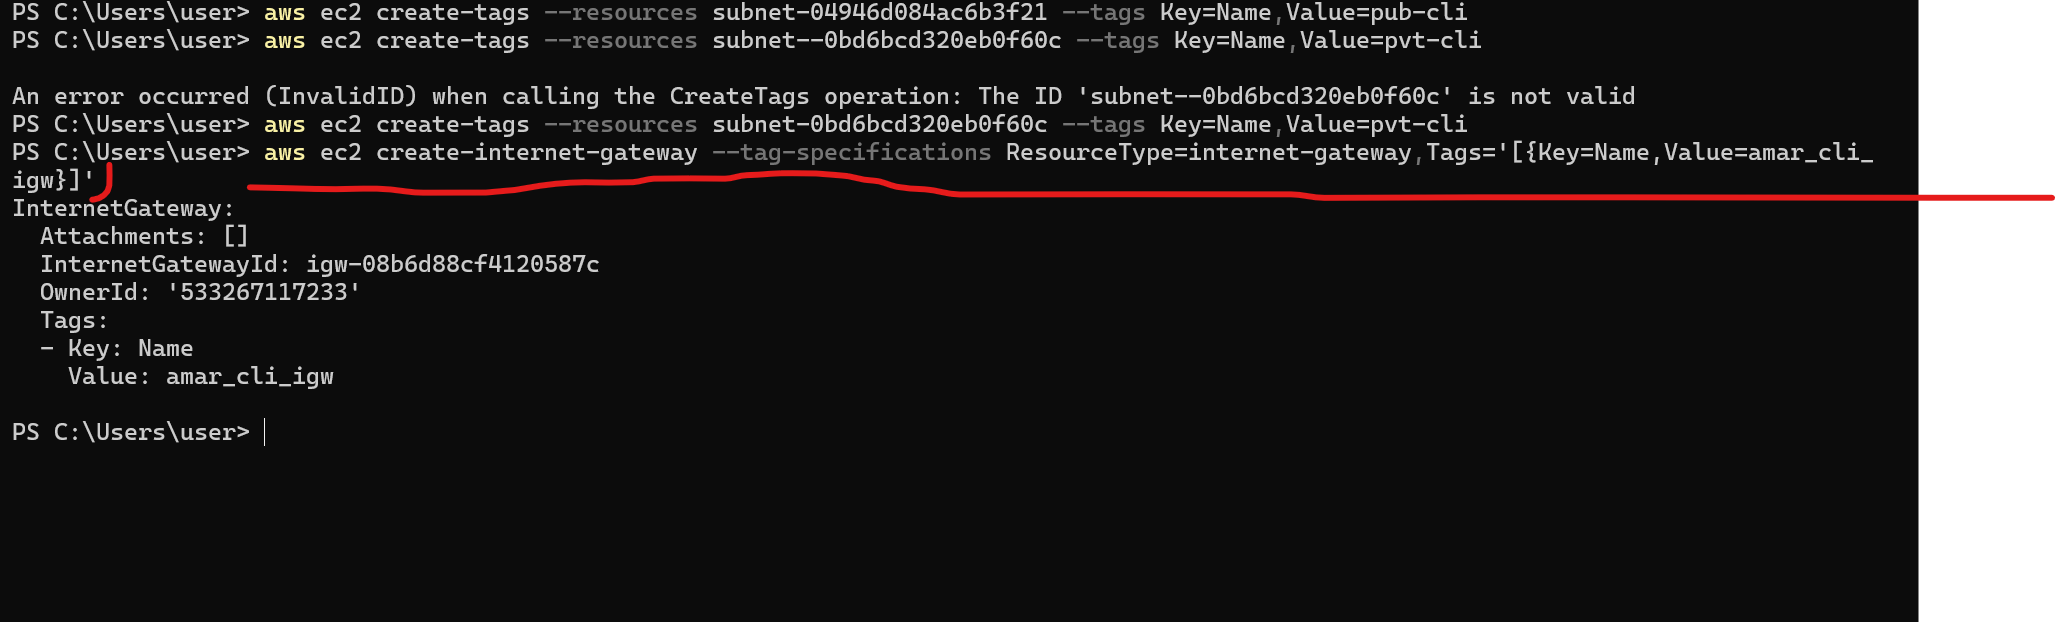 PS C:\Users\user> aws ec2 create-tags --resources subnet-04946d084ac6b3f21 --tags Key=Name,Value=pub-cli
PS C:\Users\user> aws ec2 create-tags --resources subnet--0bd6bcd320eb0f60c --tags Key=Name,Value=pvt-cli
An error occurred (InvalidID) when calling the CreateTags operation: The ID 'subnet--0bd6bcd320eb0f60c' is not valid
PS C:\Users\user> aws ec2 create-tags --resources subnet-0bd6bcd320eb0f60c --tags Key=Name,Value=pvt-cli
PS C:\Users\user> aws ec2 create-internet-gateway --tag-specifications ResourceType=internet-gateway,Tags='[{Key=Name,Value=amar_cli_
igw}]'
InternetGateway:
  Attachments: []
  InternetGatewayId: igw-08b6d88cf4120587c
  OwnerId: '533267117233'
  Tags:
  - Key: Name
    Value: amar_cli_igw
PS C:\Users\user>